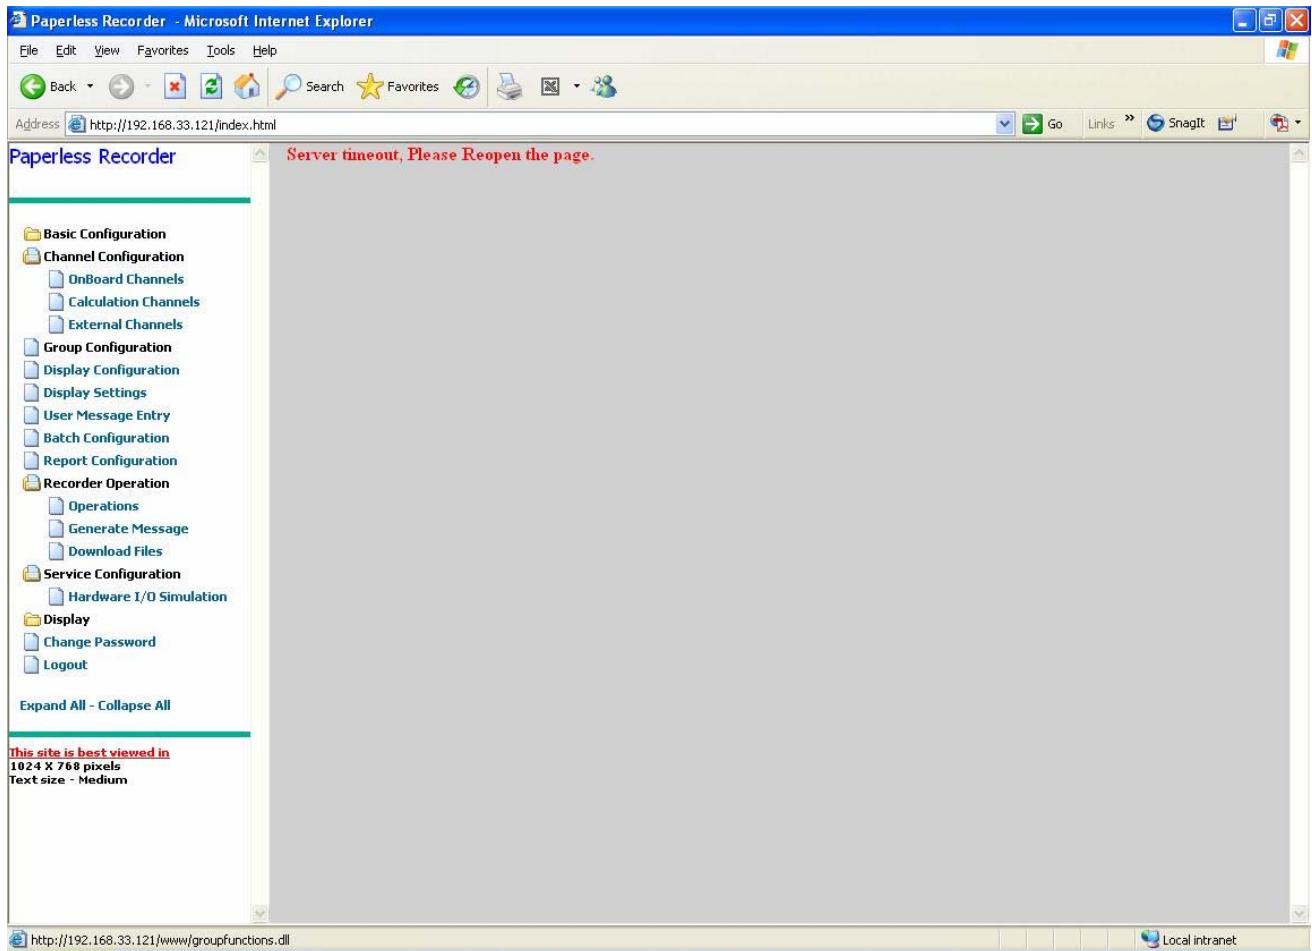 Paperless Recorder - Microsoft Internet Explorer
File Edit View Favorites Tools Help
Back Search Favorites
Address http://192.168.33.121/index.html Go Links » SnagIt
Paperless Recorder
Server timeout, Please Reopen the page.
Basic Configuration
Channel Configuration
OnBoard Channels
Calculation Channels
External Channels
Group Configuration
Display Configuration
Display Settings
User Message Entry
Batch Configuration
Report Configuration
Recorder Operation
Operations
Generate Message
Download Files
Service Configuration
Hardware I/O Simulation
Display
Change Password
Logout
Expand All - Collapse All
This site is best viewed in
1024 X 768 pixels
Text size - Medium
http://192.168.33.121/www/groupfunctions.dll Local intranet